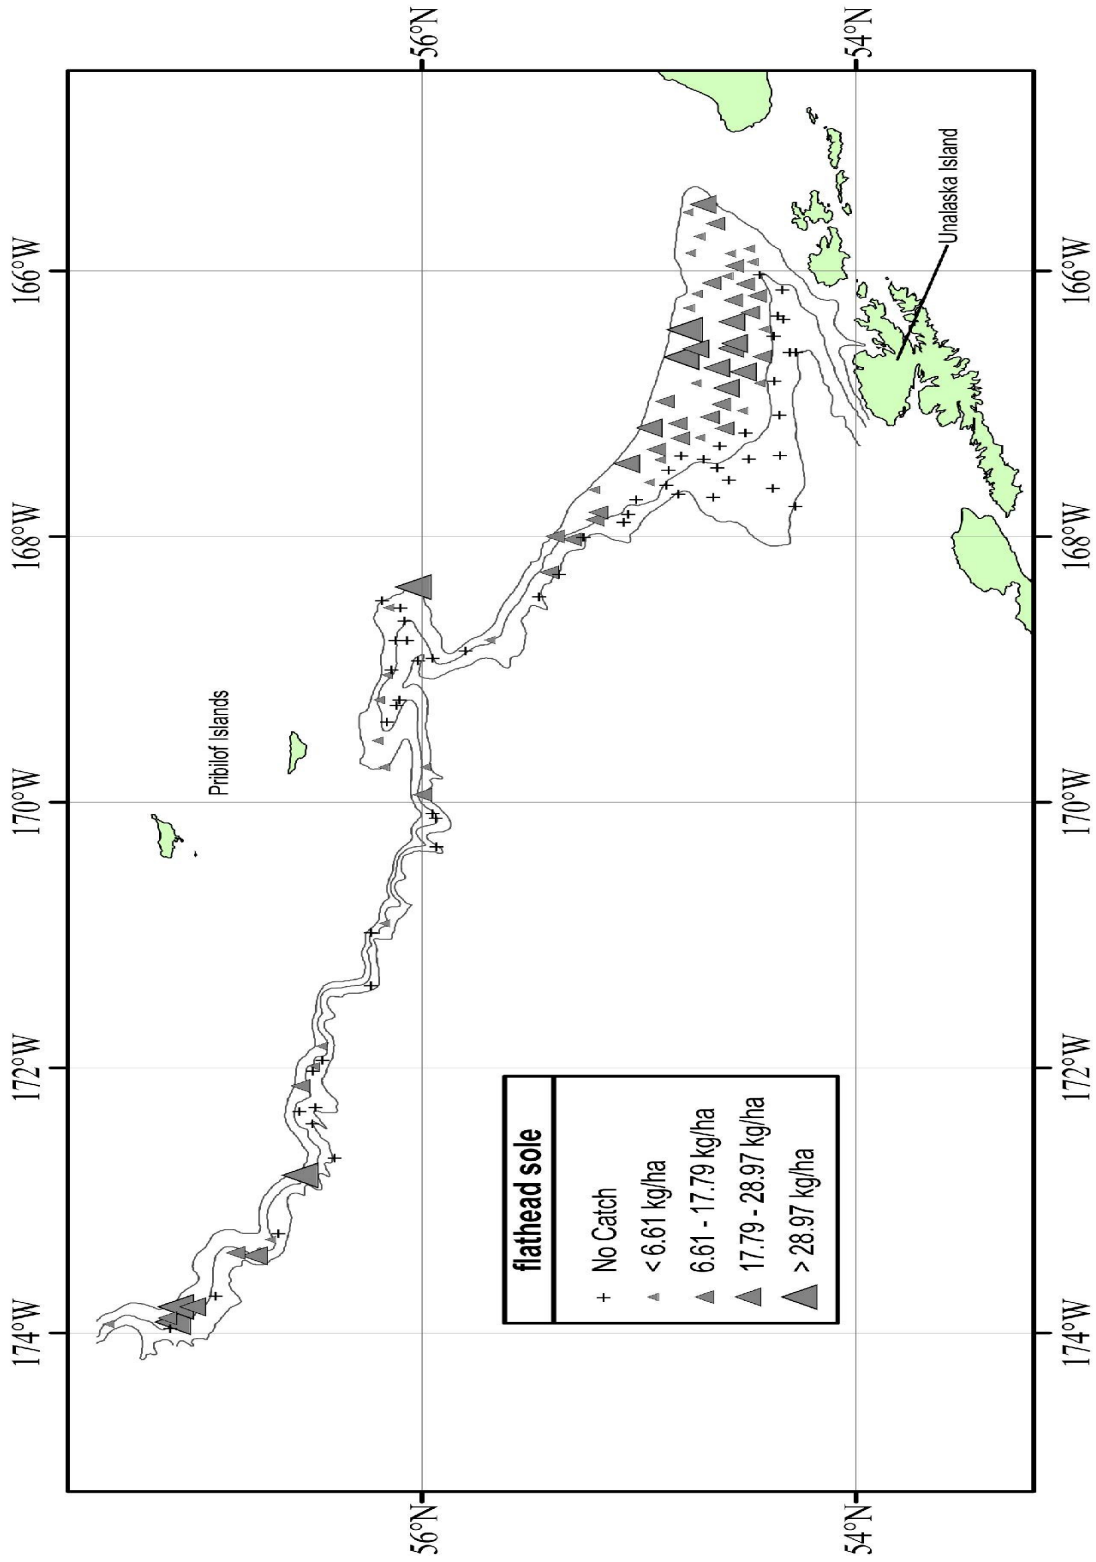 174°W
172°W
170°W
168°W
166°W
56°N
56°N
54°N
54°N
Pribilof Islands
Unalaska Island
flathead sole
No Catch
< 6.61 kg/ha
6.61 - 17.79 kg/ha
17.79 - 28.97 kg/ha
> 28.97 kg/ha
174°W
172°W
170°W
168°W
166°W